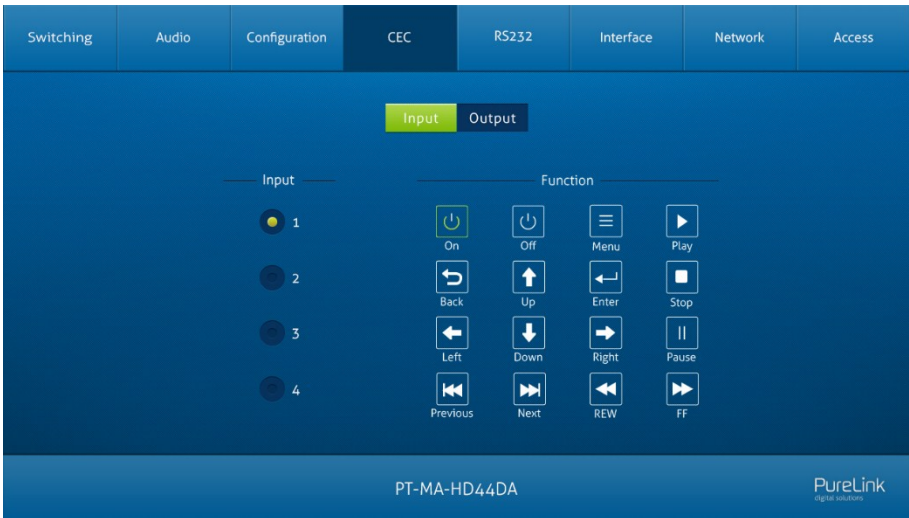 Switching Audio Configuration CEC RS232 Interface Network Access
Input Output
Input Function
1 On Off Menu Play
2 Back Up Enter Stop
3 Left Down Right Pause
4 Previous Next REW FF
PT-MA-HD44DA
PureLink
digital solutions